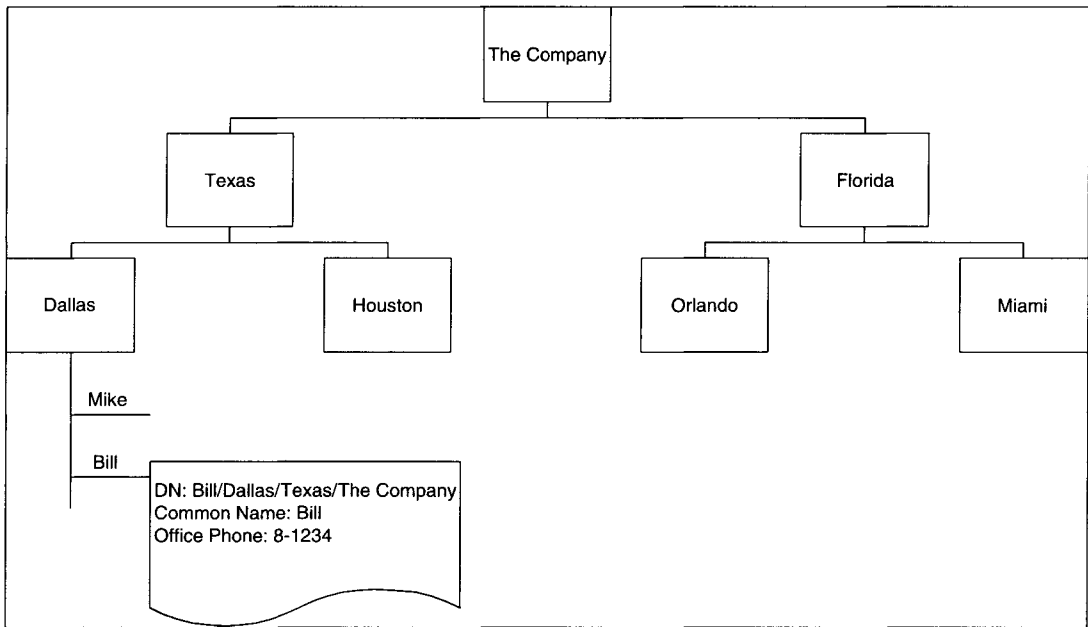 The Company
Texas
Florida
Dallas
Houston
Orlando
Miami
Mike
Bill
DN: Bill/Dallas/Texas/The Company
Common Name: Bill
Office Phone: 8-1234